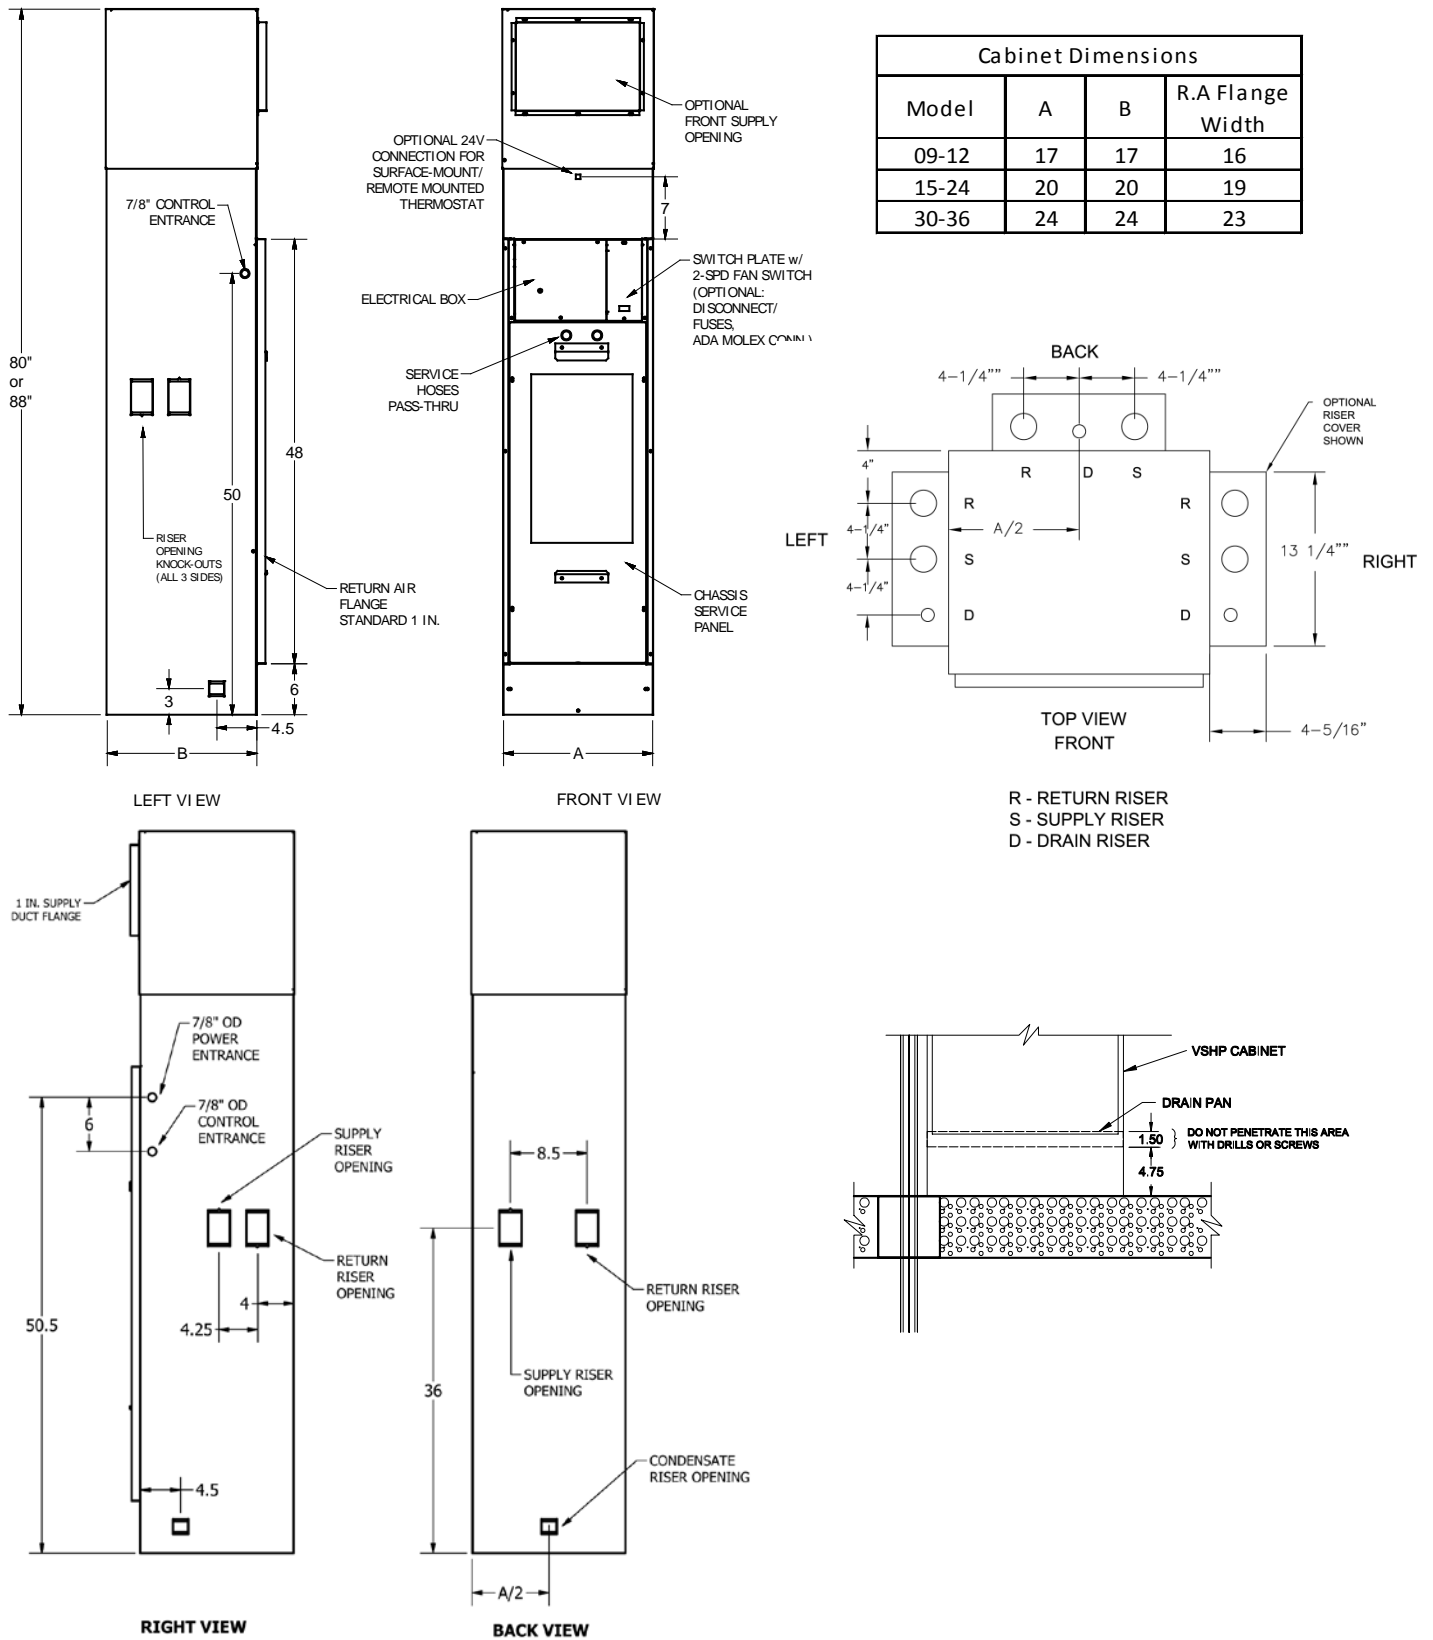 80"
or
88"
7/8" CONTROL
ENTRANCE
RISER
OPENING
KNOCK-OUTS
(ALL 3 SIDES)
50
48
3
6
4.5
B
RETURN AIR
FLANGE
STANDARD 1 IN.
LEFT VIEW
OPTIONAL
FRONT SUPPLY
OPENING
OPTIONAL 24V
CONNECTION FOR
SURFACE-MOUNT/
REMOTE MOUNTED
THERMOSTAT
7
ELECTRICAL BOX
SWITCH PLATE w/
2-SPD FAN SWITCH
(OPTIONAL:
DISCONNECT/
FUSES,
ADA MOLEX CONN.)
SERVICE
HOSES
PASS-THRU
CHASSIS
SERVICE
PANEL
A
FRONT VIEW
Cabinet Dimensions
Model A B R.A Flange Width
09-12 17 17 16
15-24 20 20 19
30-36 24 24 23
BACK
4-1/4"" 4-1/4""
OPTIONAL
RISER
COVER
SHOWN
4"
R D S
R R
4-1/4"
A/2
LEFT
S S
13 1/4""
RIGHT
4-1/4"
D D
TOP VIEW
FRONT
4-5/16"
R - RETURN RISER
S - SUPPLY RISER
D - DRAIN RISER
1 IN. SUPPLY
DUCT FLANGE
7/8" OD
POWER
ENTRANCE
6
7/8" OD
CONTROL
ENTRANCE
SUPPLY
RISER
OPENING
RETURN
RISER
OPENING
4
4.25
50.5
4.5
RIGHT VIEW
8.5
RETURN RISER
OPENING
SUPPLY RISER
OPENING
36
CONDENSATE
RISER OPENING
A/2
BACK VIEW
VSHP CABINET
DRAIN PAN
1.50
DO NOT PENETRATE THIS AREA
WITH DRILLS OR SCREWS
4.75